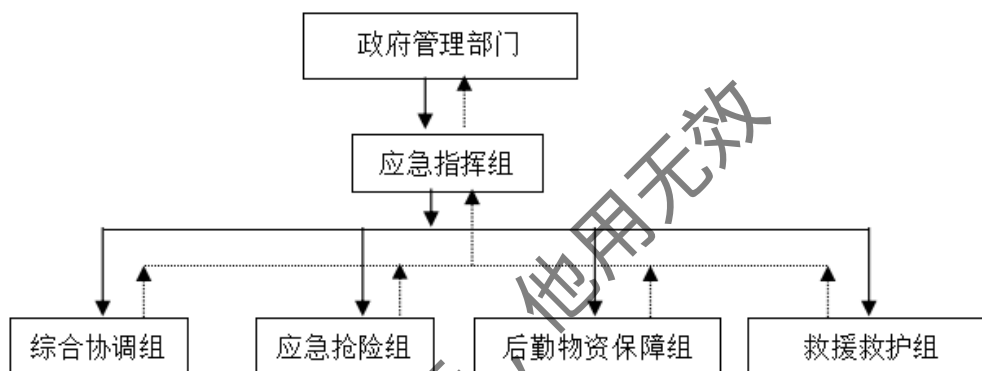 政府管理部门
应急指挥组
综合协调组
应急抢险组
后勤物资保障组
救援救护组
他用无效